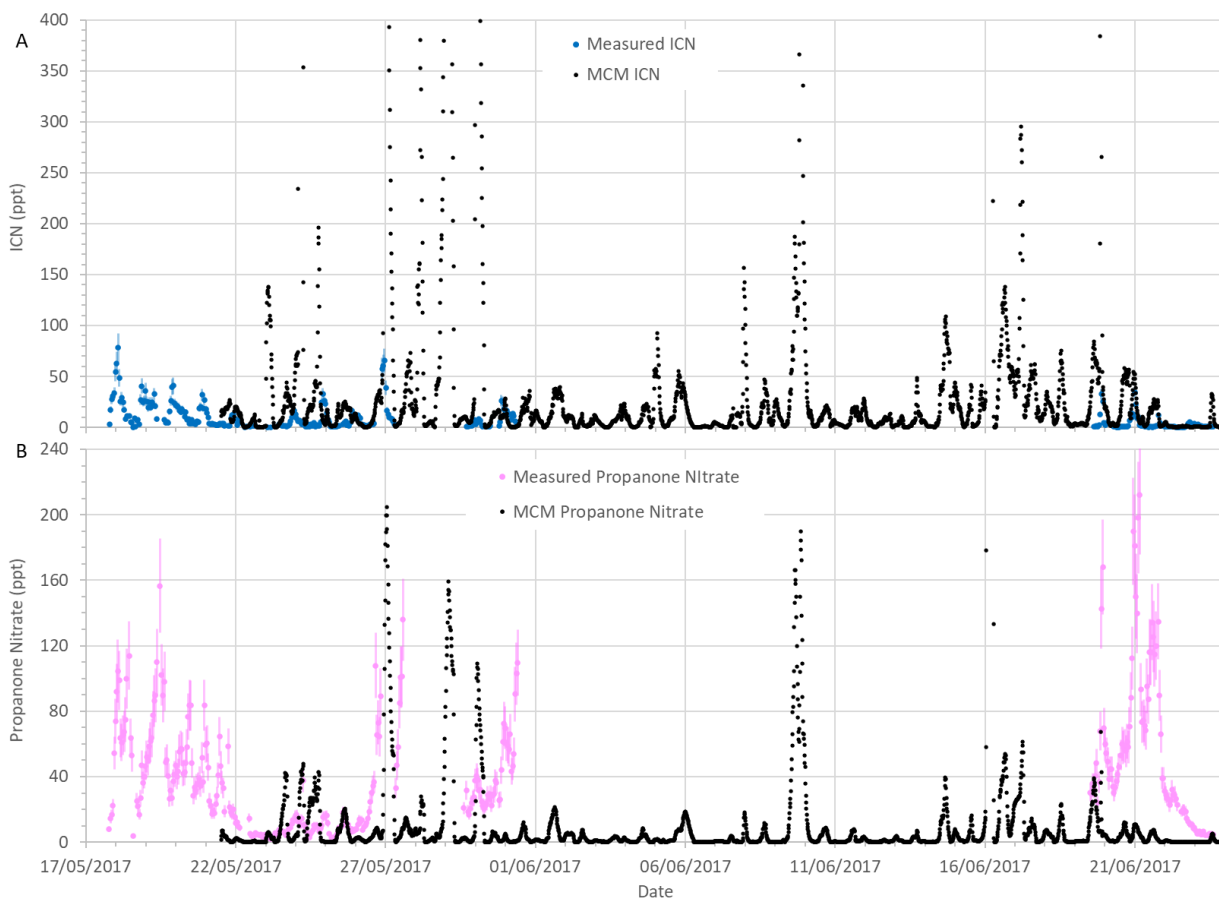 A
400
350
300
250
200
150
100
50
0
ICN (ppt)
Measured ICN
MCM ICN
B
240
200
160
120
80
40
0
Propanone Nitrate (ppt)
Measured Propanone NItrate
MCM Propanone Nitrate
17/05/2017 22/05/2017 27/05/2017 01/06/2017 06/06/2017 11/06/2017 16/06/2017 21/06/2017
Date